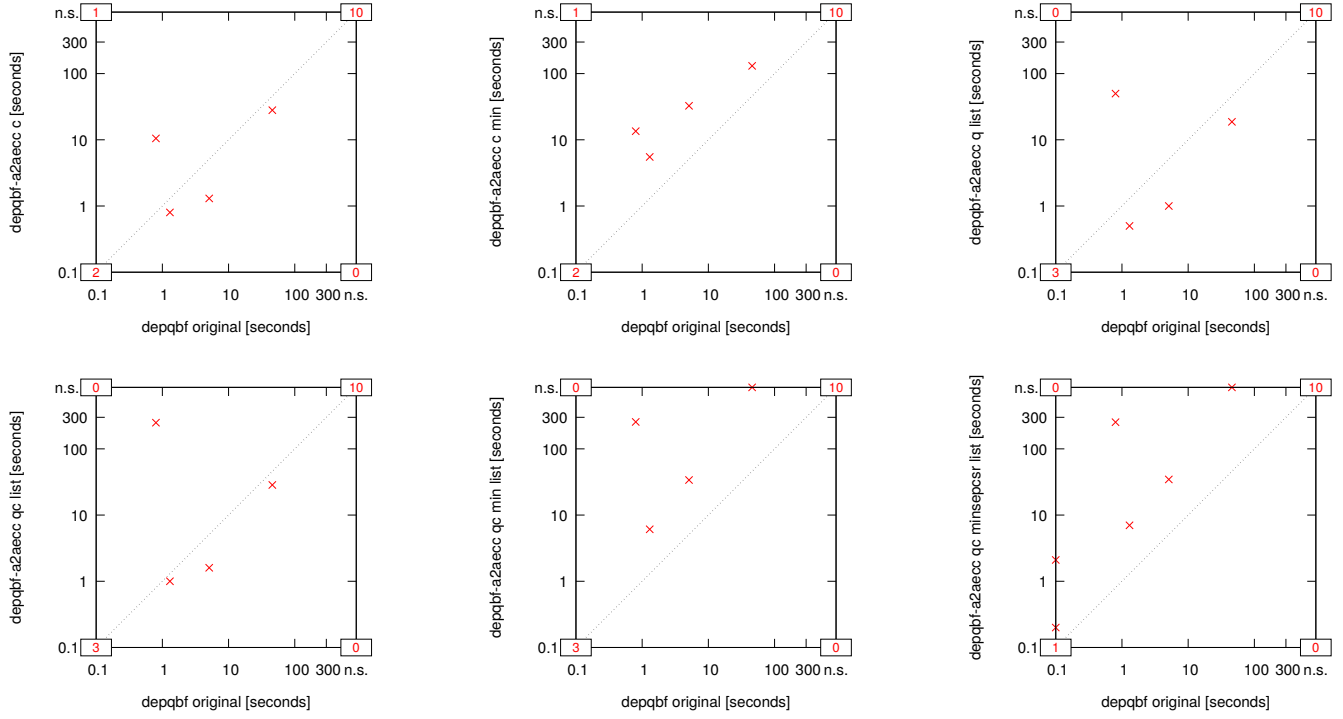 n.s. 1 10
300
100
10
1
0.1 2 0
0.1 1 10 100 300 n.s.
depqbf-a2aecc c [seconds]
depqbf original [seconds]
n.s. 1 10
300
100
10
1
0.1 2 0
0.1 1 10 100 300 n.s.
depqbf-a2aecc c min [seconds]
depqbf original [seconds]
n.s. 0 10
300
100
10
1
0.1 3 0
0.1 1 10 100 300 n.s.
depqbf-a2aecc q list [seconds]
depqbf original [seconds]
n.s. 0 10
300
100
10
1
0.1 3 0
0.1 1 10 100 300 n.s.
depqbf-a2aecc qc list [seconds]
depqbf original [seconds]
n.s. 0 10
300
100
10
1
0.1 3 0
0.1 1 10 100 300 n.s.
depqbf-a2aecc qc min list [seconds]
depqbf original [seconds]
n.s. 0 10
300
100
10
1
0.1 1 0
0.1 1 10 100 300 n.s.
depqbf-a2aecc qc minsepcsr list [seconds]
depqbf original [seconds]